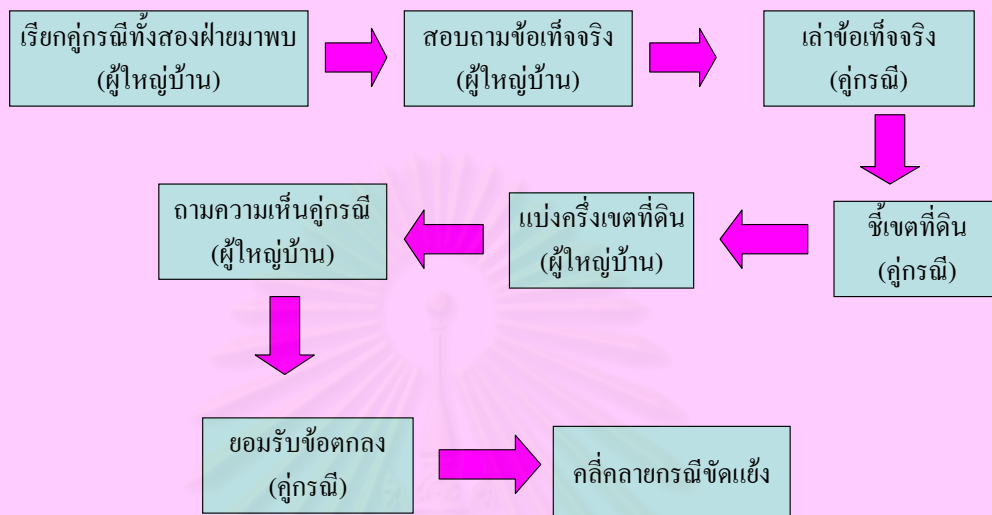 เรียกคู่กรณีทั้งสองฝ่ายมาพบ
(ผู้ใหญ่บ้าน)
สอบถามข้อเท็จจริง
(ผู้ใหญ่บ้าน)
เล่าข้อเท็จจริง
(คู่กรณี)
ชี้เขตที่ดิน
(คู่กรณี)
แบ่งครึ่งเขตที่ดิน
(ผู้ใหญ่บ้าน)
ถามความเห็นคู่กรณี
(ผู้ใหญ่บ้าน)
ยอมรับข้อตกลง
(คู่กรณี)
คลี่คลายกรณีขัดแย้ง